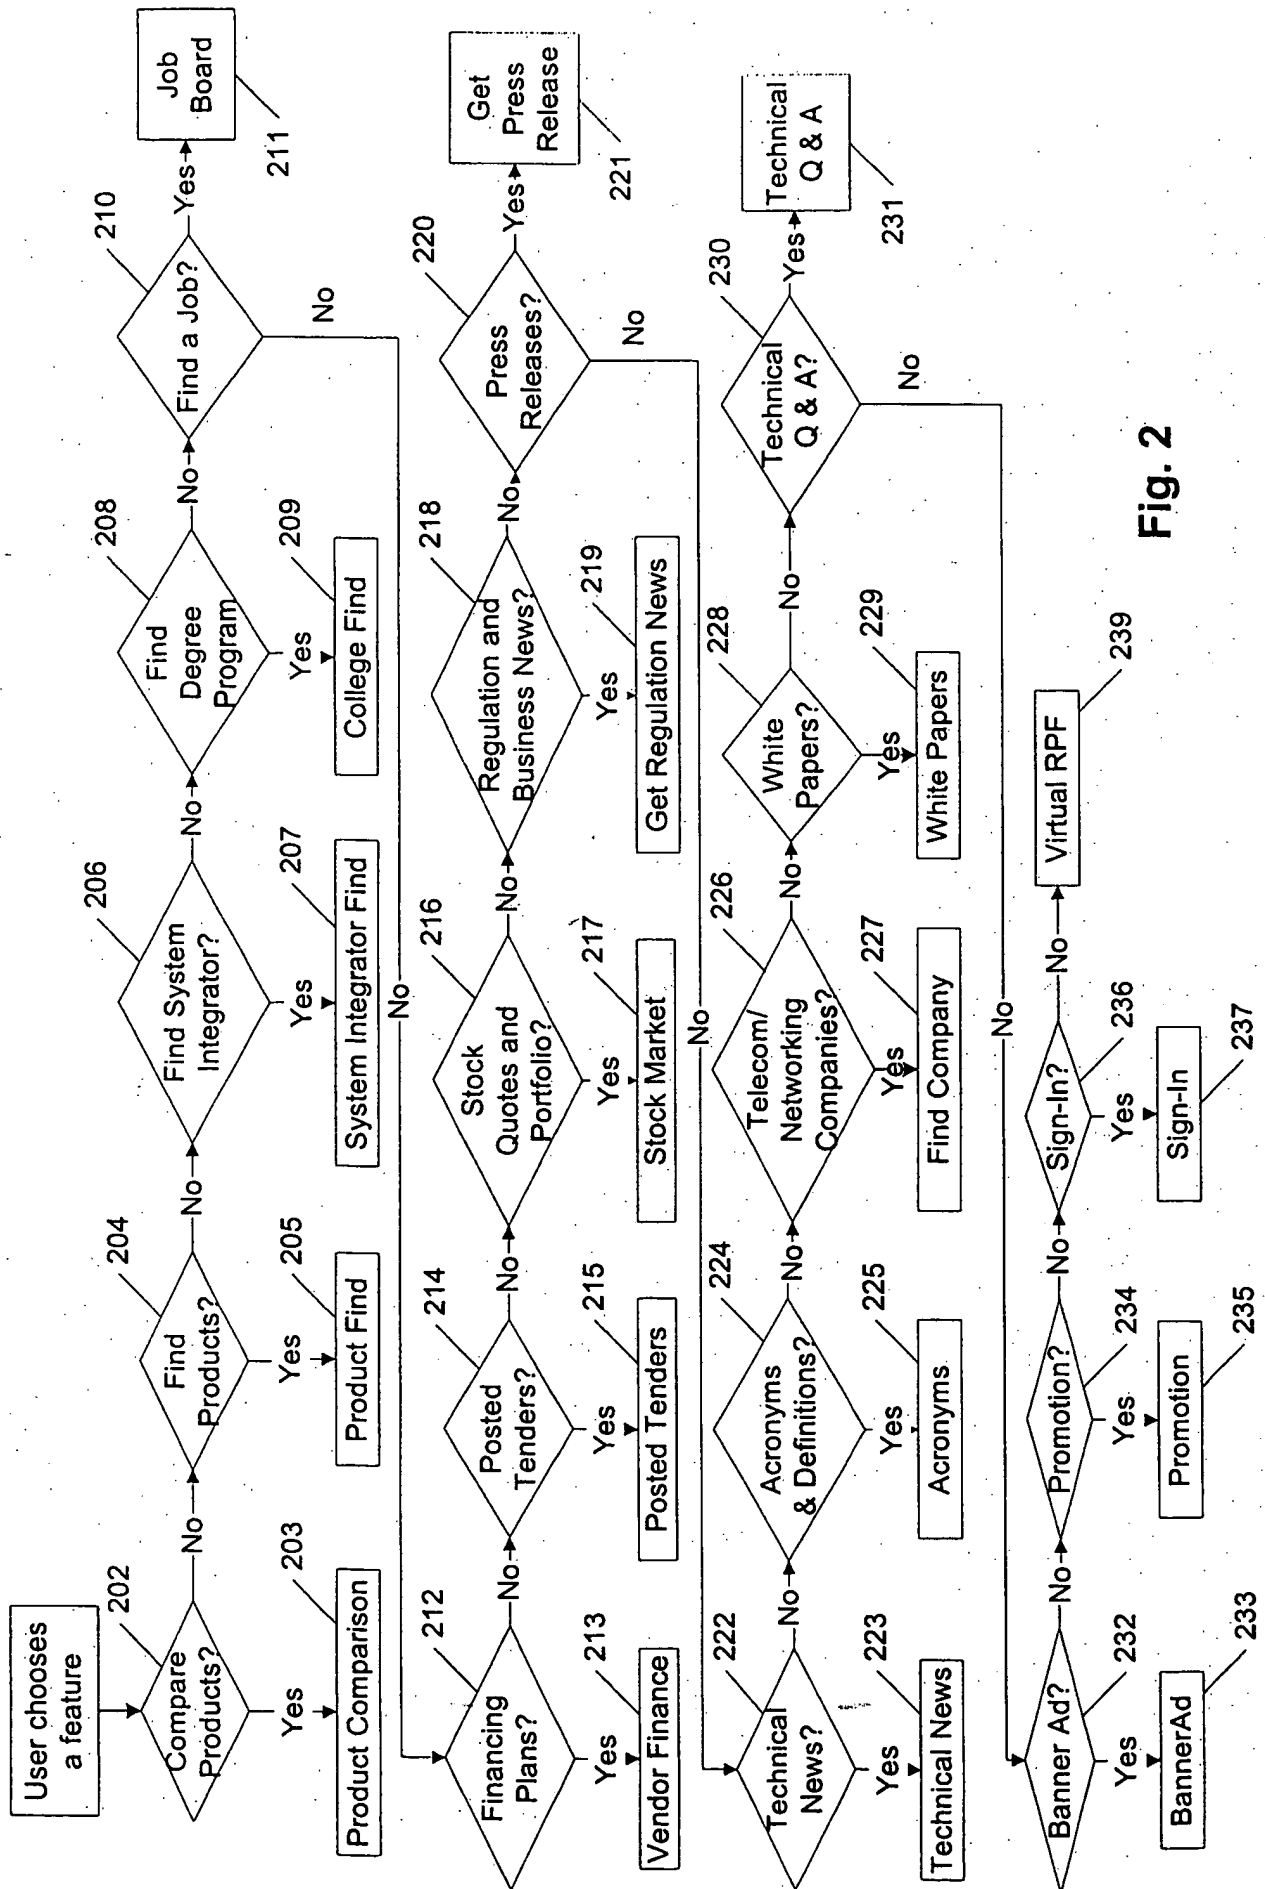 User chooses
a feature
202
Compare
Products?
Yes
203
Product Comparison
No
204
Find
Products?
Yes
205
Product Find
No
206
Find System
Integrator?
Yes
207
System Integrator Find
No
208
Find
Degree
Program
Yes
209
College Find
No
210
Find a Job?
Yes
Job
Board
211
No
No
212
Financing
Plans?
Yes
213
Vendor Finance
No
214
Posted
Tenders?
Yes
215
Posted Tenders
No
216
Stock
Quotes and
Portfolio?
Yes
217
Stock Market
No
218
Regulation and
Business News?
Yes
219
Get Regulation News
No
220
Press
Releases?
Yes
Get
Press
Release
221
No
No
222
Technical
News?
Yes
223
Technical News
No
224
Acronyms
& Definitions?
Yes
225
Acronyms
No
226
Telecom/
Networking
Companies?
Yes
227
Find Company
No
228
White
Papers?
Yes
229
White Papers
No
230
Technical
Q & A?
Yes
Technical
Q & A
231
No
No
232
Banner Ad?
Yes
233
BannerAd
No
234
Promotion?
Yes
235
Promotion
No
236
Sign-In?
Yes
237
Sign-In
No
Virtual RPF
239
Fig. 2